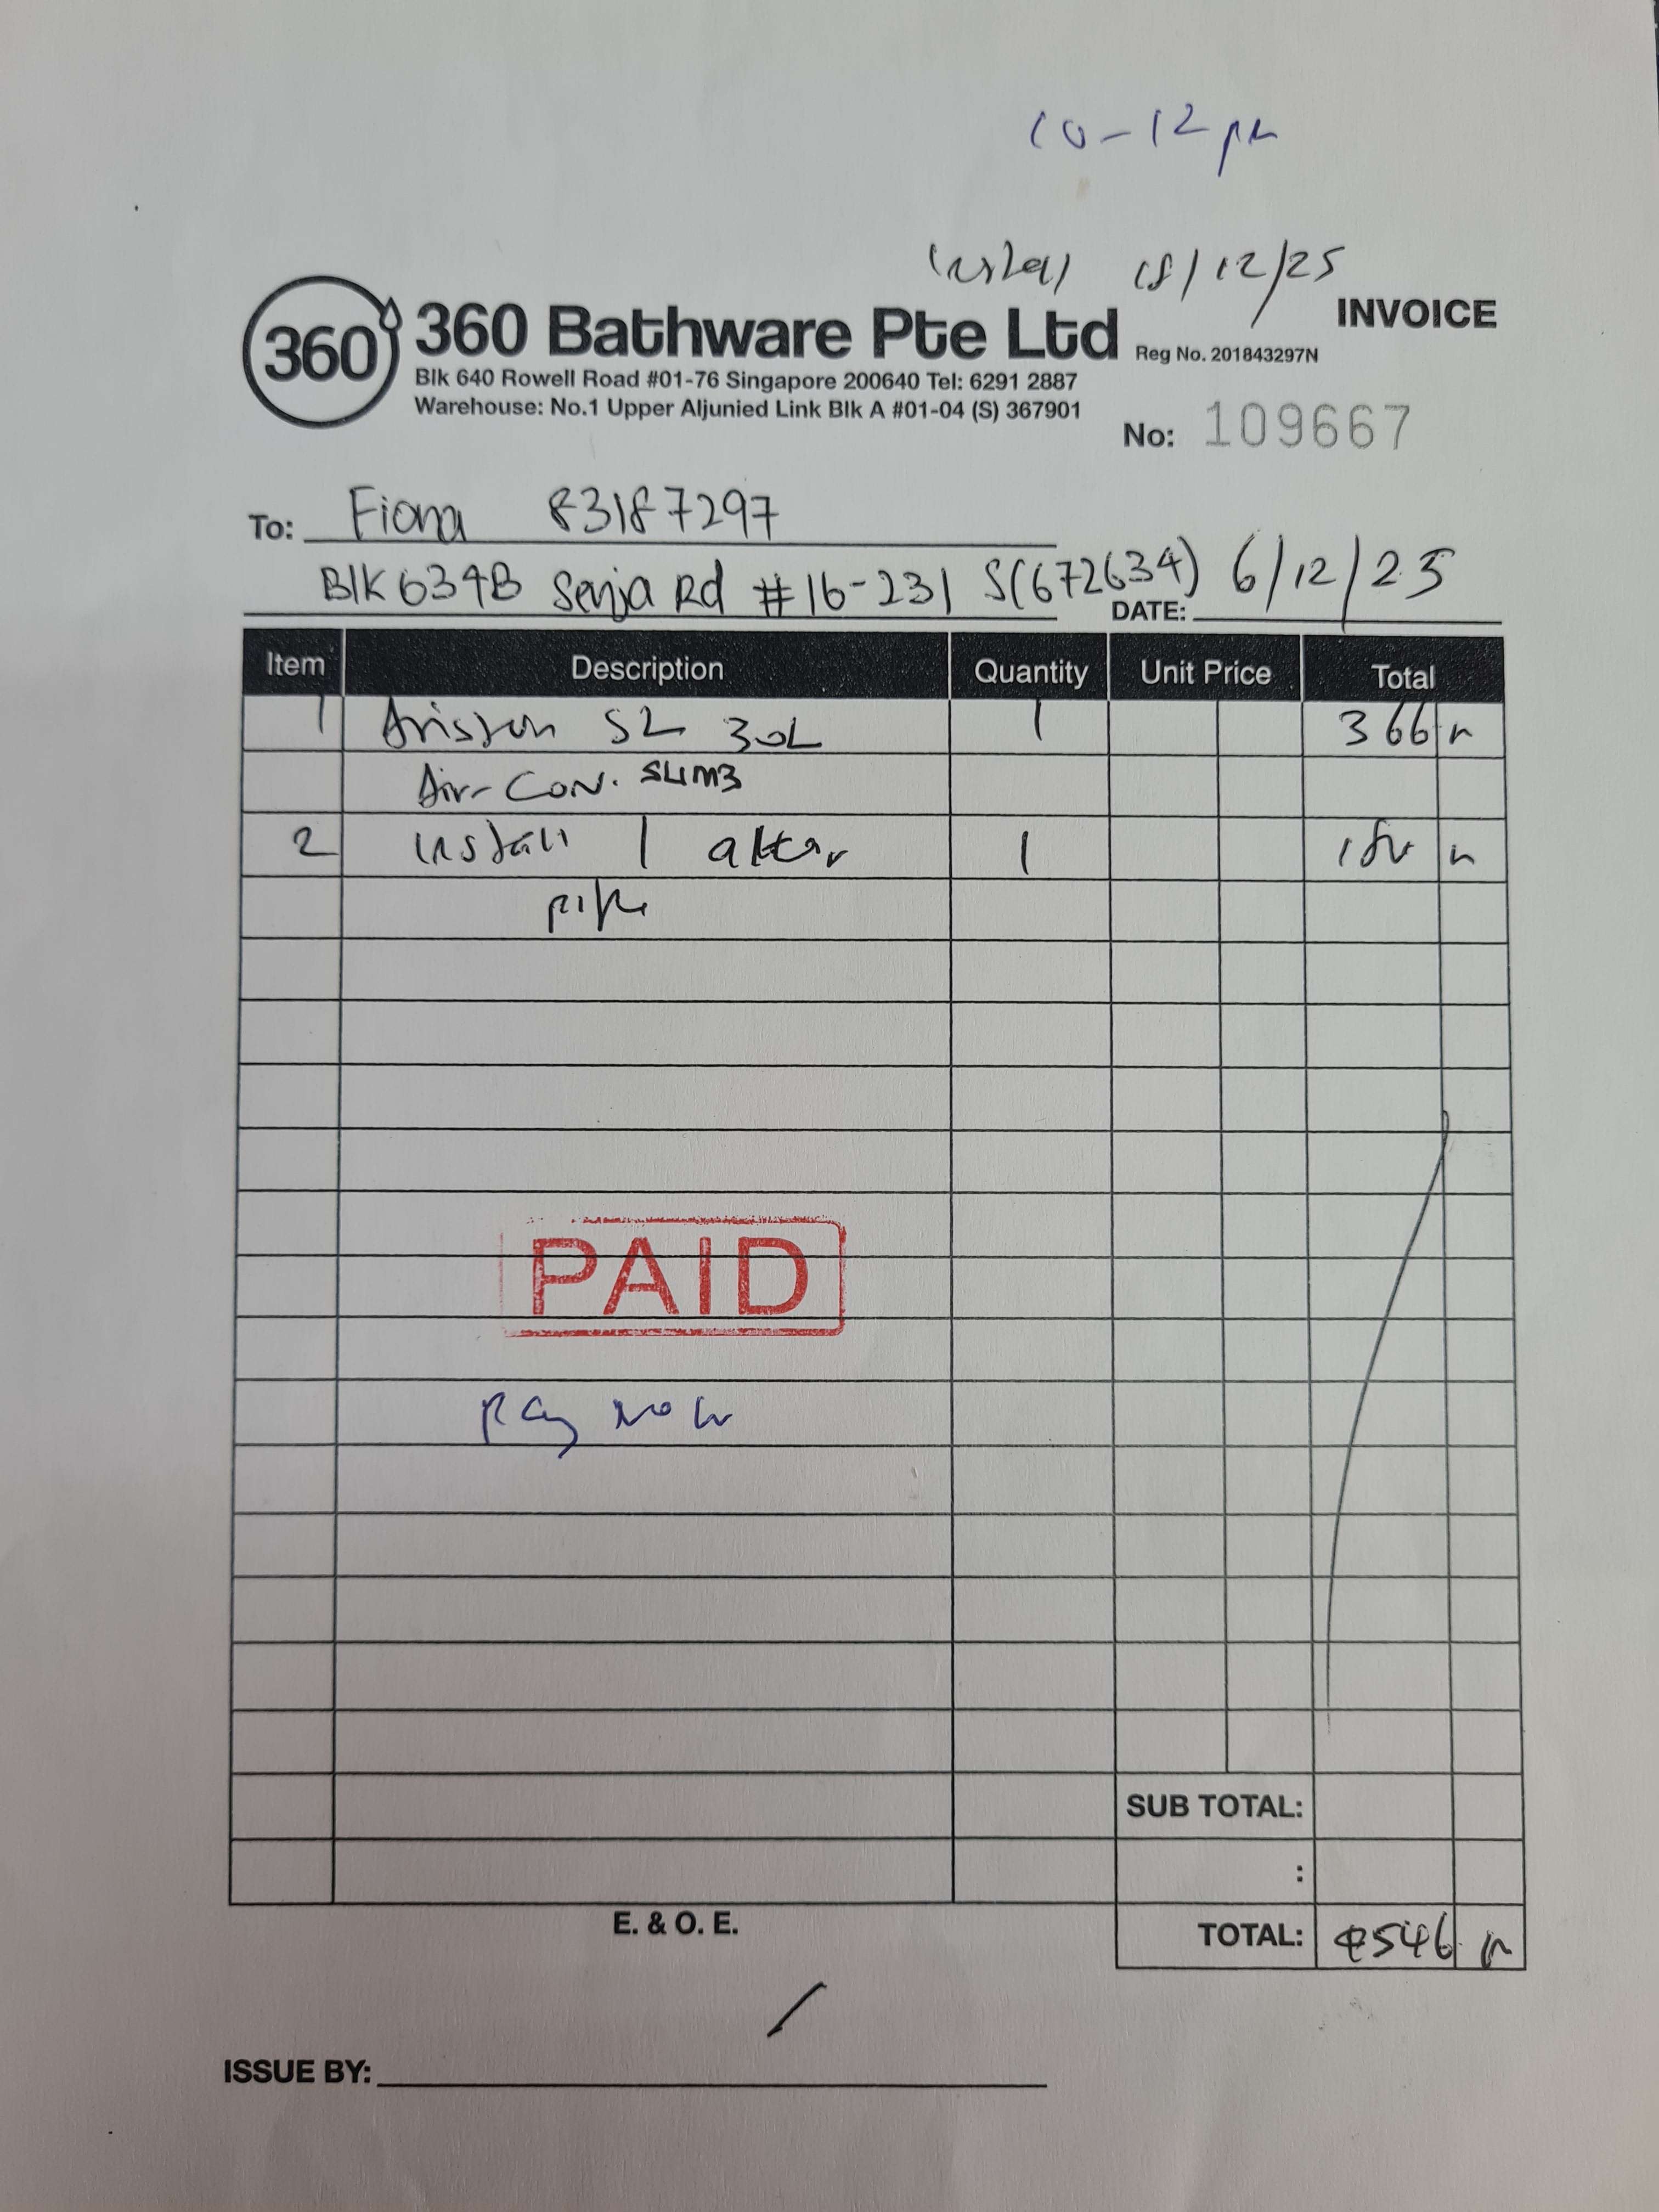 10-12 pm
Install 18/12/25
360 360 Bathware Pte Ltd INVOICE
Reg No. 201843297N
Blk 640 Rowell Road #01-76 Singapore 200640 Tel: 6291 2887
Warehouse: No.1 Upper Aljunied Link Blk A #01-04 (S) 367901
No: 109667
To: Fiona 83187297
Blk 634B Senja Rd #16-231 S(672634)
DATE: 6/12/25
Item Description Quantity Unit Price Total
1 Ariston SL 30L 1 366
Air-Con. SLIM3
2 Install / alter 1 180
pipe
PAID
Pay Now
SUB TOTAL:
:
E. & O. E. TOTAL: $546
ISSUE BY: